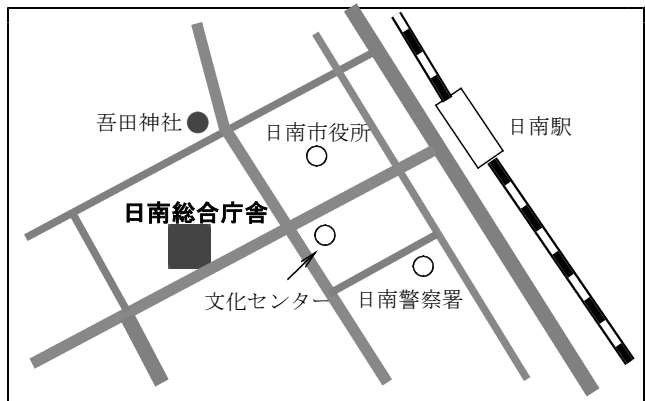 吾田神社
日南市役所
日南駅
日南総合庁舎
文化センター
日南警察署